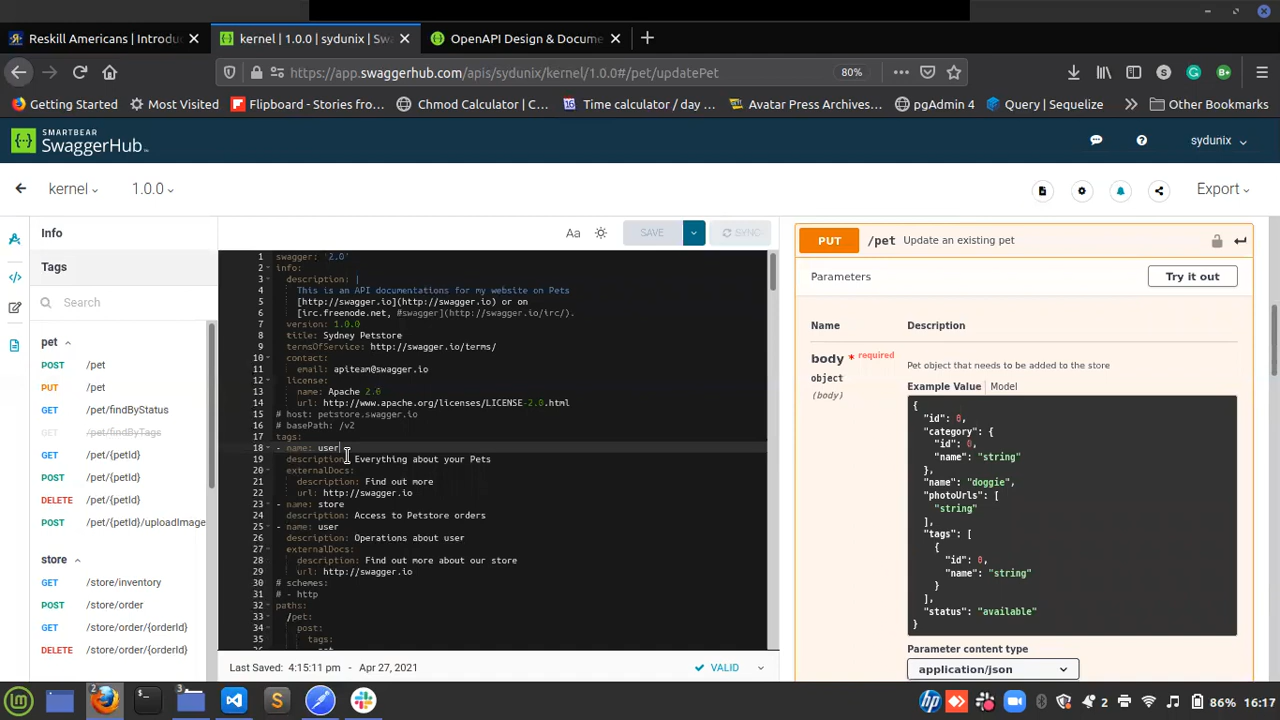 Reskill Americans | Introdu
kernel | 1.0.0 | sydunix | Sw
OpenAPI Design & Docume
https://app.swaggerhub.com/apis/sydunix/kernel/1.0.0#/pet/updatePet
80%
Getting Started
Most Visited
Flipboard - Stories fro...
Chmod Calculator ( C...
Time calculator / day ...
Avatar Press Archives...
pgAdmin 4
Query | Sequelize
Other Bookmarks
SMARTBEAR
SwaggerHub
sydunix
kernel
1.0.0
Export
Info
Aa
SAVE
SYNC
Tags
Search
pet
POST /pet
PUT /pet
GET /pet/findByStatus
GET /pet/findByTags
GET /pet/{petId}
POST /pet/{petId}
DELETE /pet/{petId}
POST /pet/{petId}/uploadImage
store
GET /store/inventory
POST /store/order
GET /store/order/{orderId}
DELETE /store/order/{orderId}
1 swagger: '2.0'
2 info:
3 description: |
4 This is an API documentations for my website on Pets
5 [http://swagger.io](http://swagger.io) or on
6 [irc.freenode.net, #swagger](http://swagger.io/irc/).
7 version: 1.0.0
8 title: Sydney Petstore
9 termsOfService: http://swagger.io/terms/
10 contact:
11 email: apiteam@swagger.io
12 license:
13 name: Apache 2.0
14 url: http://www.apache.org/licenses/LICENSE-2.0.html
15 # host: petstore.swagger.io
16 # basePath: /v2
17 tags:
18 - name: user
19 description: Everything about your Pets
20 externalDocs:
21 description: Find out more
22 url: http://swagger.io
23 - name: store
24 description: Access to Petstore orders
25 - name: user
26 description: Operations about user
27 externalDocs:
28 description: Find out more about our store
29 url: http://swagger.io
30 # schemes:
31 # - http
32 paths:
33 /pet:
34 post:
35 tags:
Last Saved: 4:15:11 pm - Apr 27, 2021
VALID
PUT /pet Update an existing pet
Parameters
Try it out
Name Description
body * required
object
(body)
Pet object that needs to be added to the store
Example Value Model
{
"id": 0,
"category": {
"id": 0,
"name": "string"
},
"name": "doggie",
"photoUrls": [
"string"
],
"tags": [
{
"id": 0,
"name": "string"
}
],
"status": "available"
}
Parameter content type
application/json
2
3
2
86%
16:17